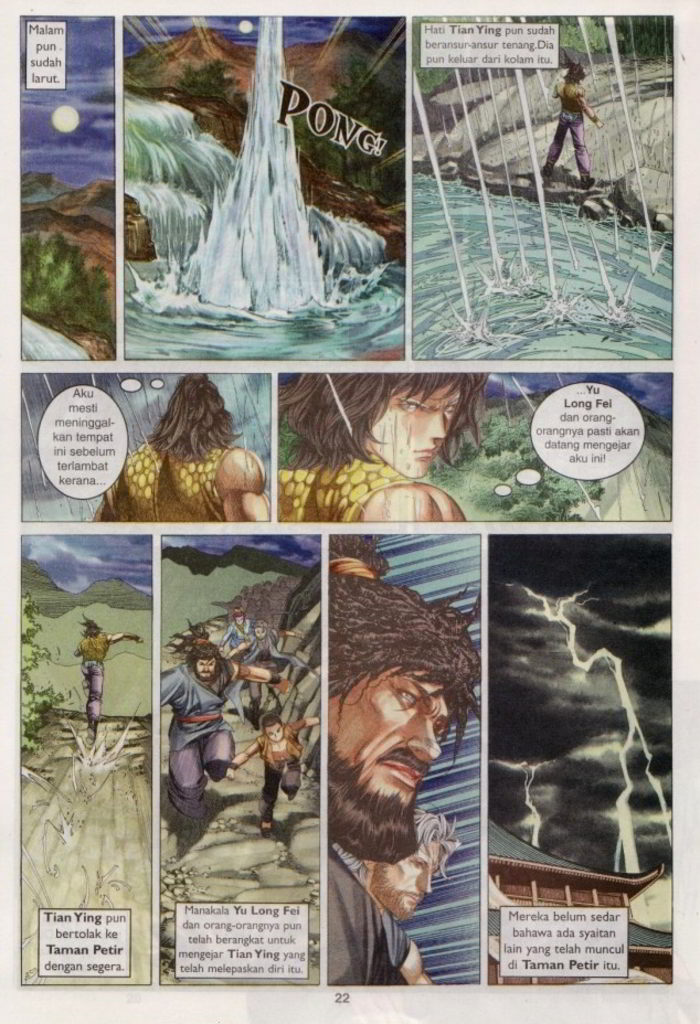 Malam
pun
sudah
larut.
PONG!
Hati Tian Ying pun sudah
beransur-ansur tenang.Dia
pun keluar dari kolam itu.
Aku
mesti
meninggal-
kan tempat
ini sebelum
terlambat
kerana...
...Yu
Long Fei
dan orang-
orangnya pasti akan
datang mengejar
aku ini!
Tian Ying pun
bertolak ke
Taman Petir
dengan segera.
Manakala Yu Long Fei
dan orang-orangnya pun
telah berangkat untuk
mengejar Tian Ying yang
telah melepaskan diri itu.
Mereka belum sedar
bahawa ada syaitan
lain yang telah muncul
di Taman Petir itu.
22